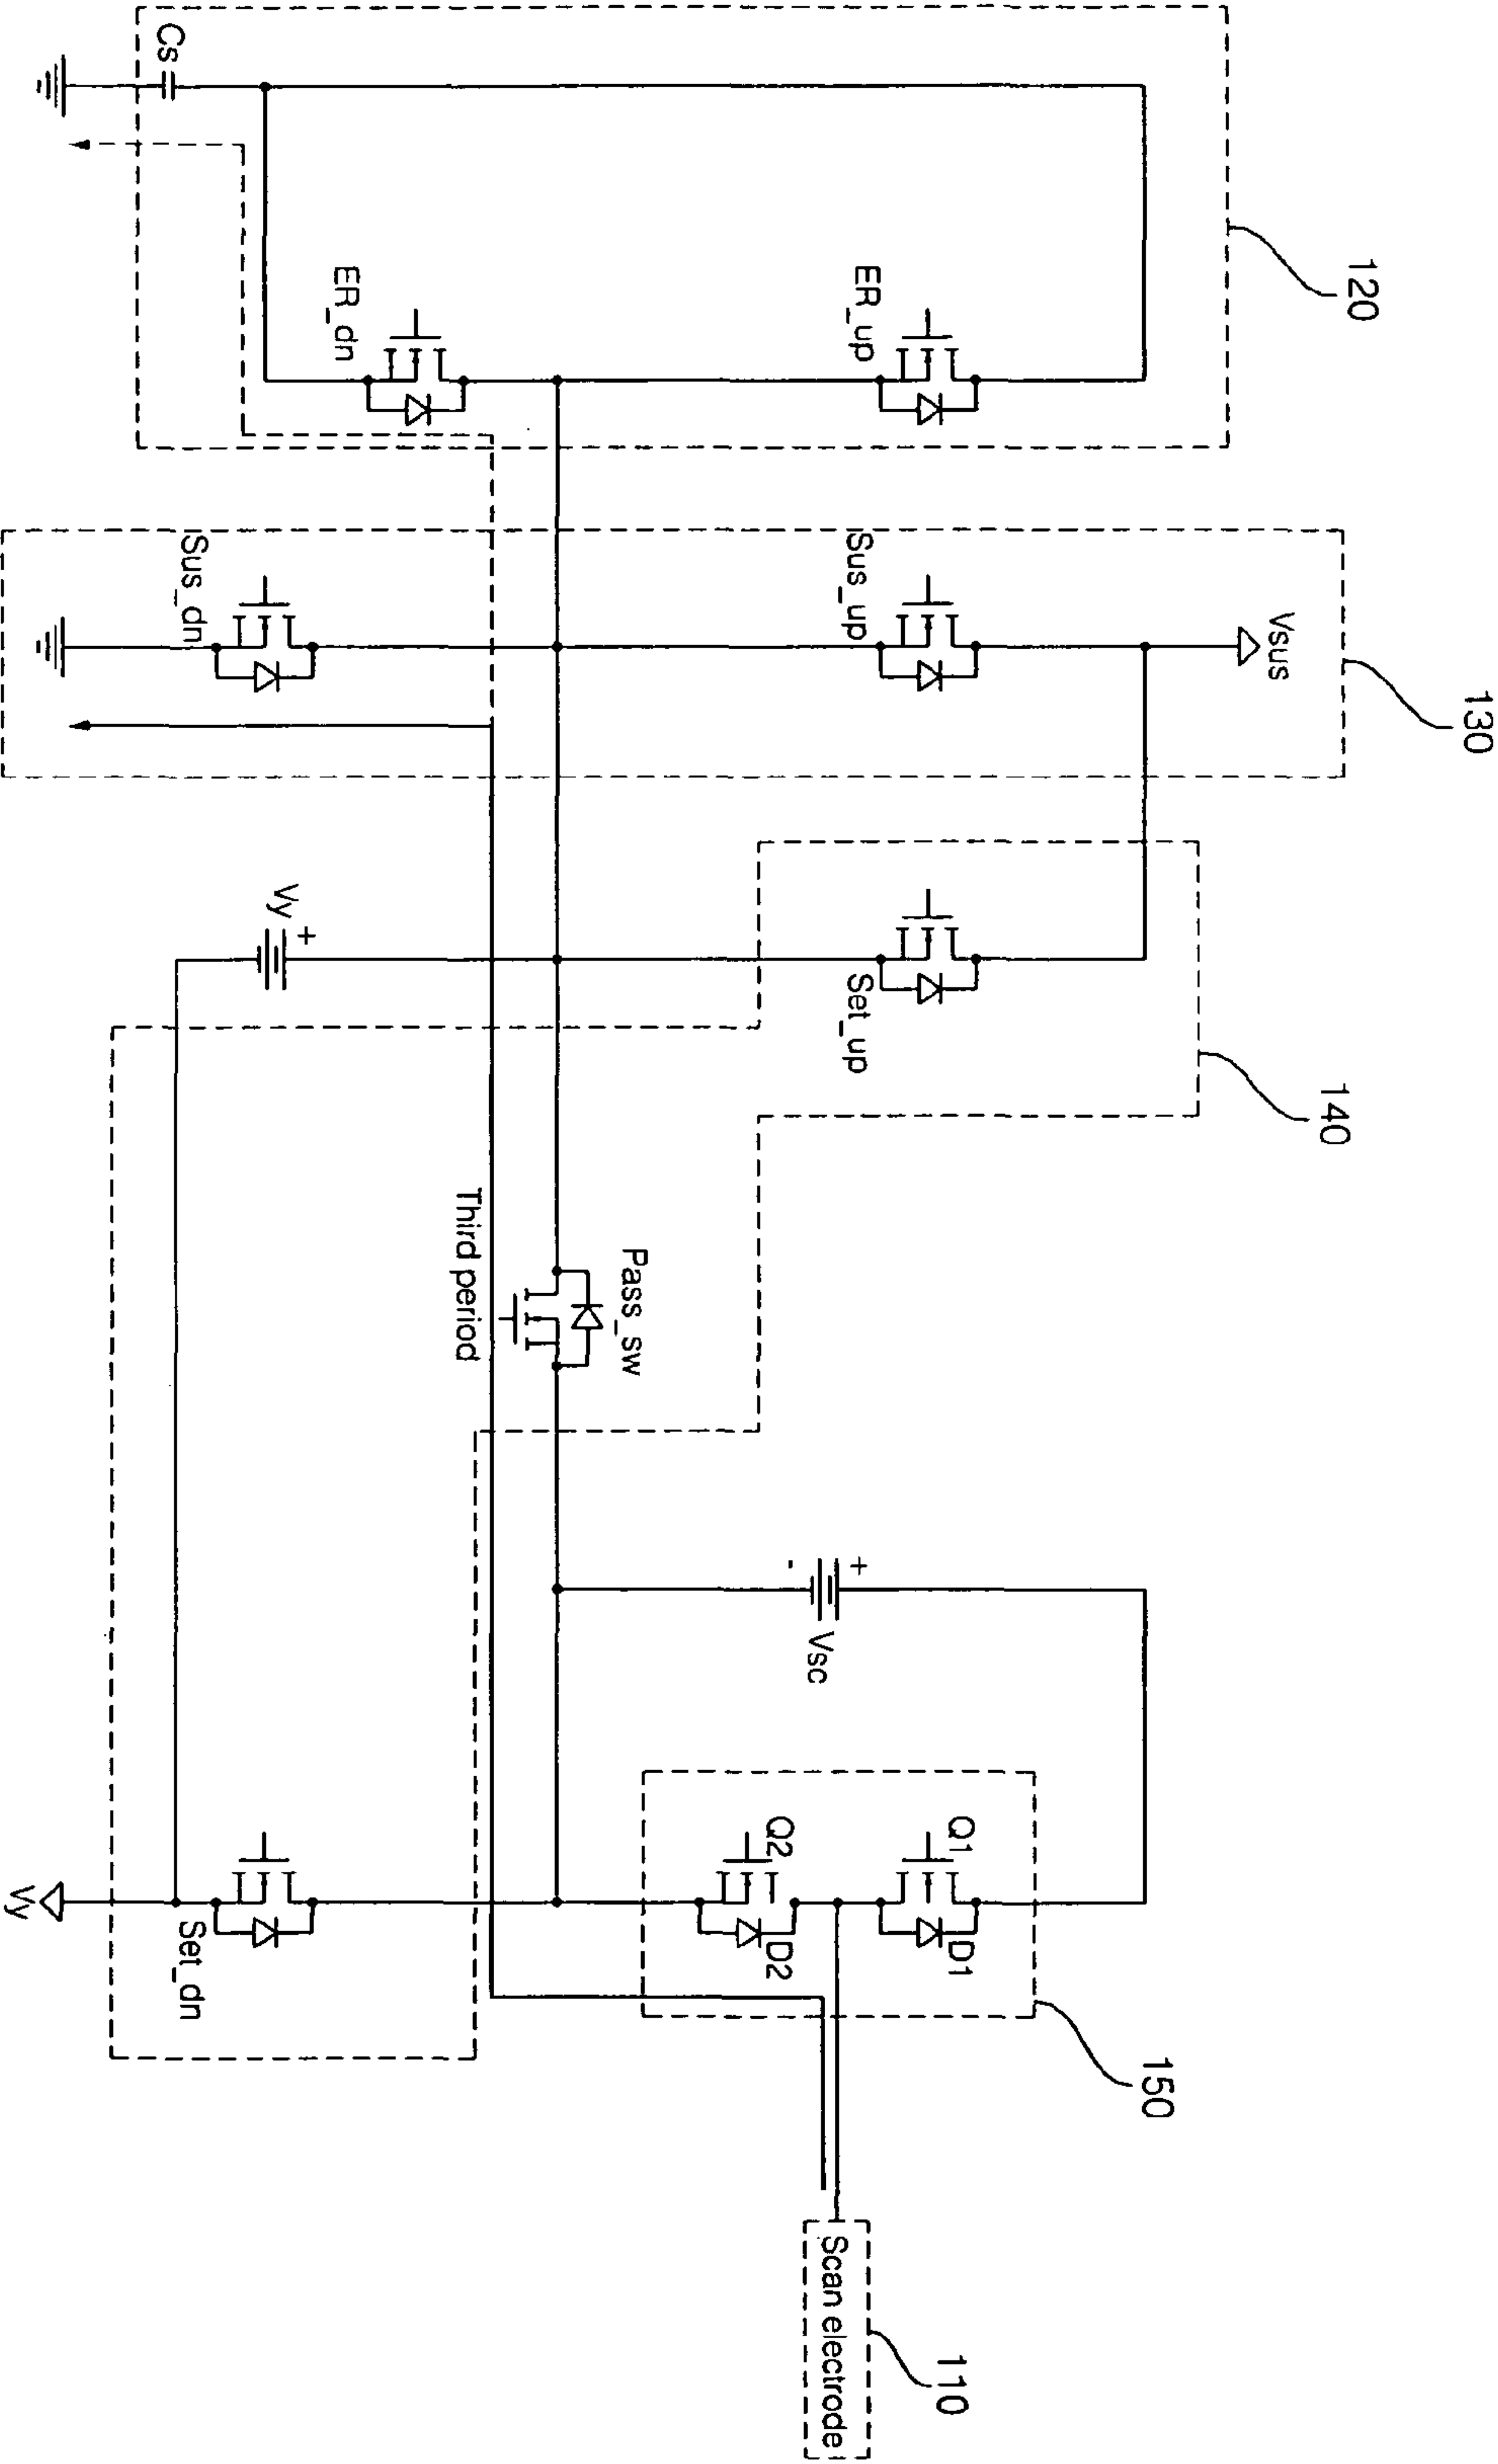 120
130
140
150
110
Cs
ER_up
ER_dn
Vsus
Sus_up
Sus_dn
Set_up
Vy
+
Pass_sw
Third period
+
-
Vsc
Q1
D1
Q2
D2
Set_dn
Vy
Scan electrode